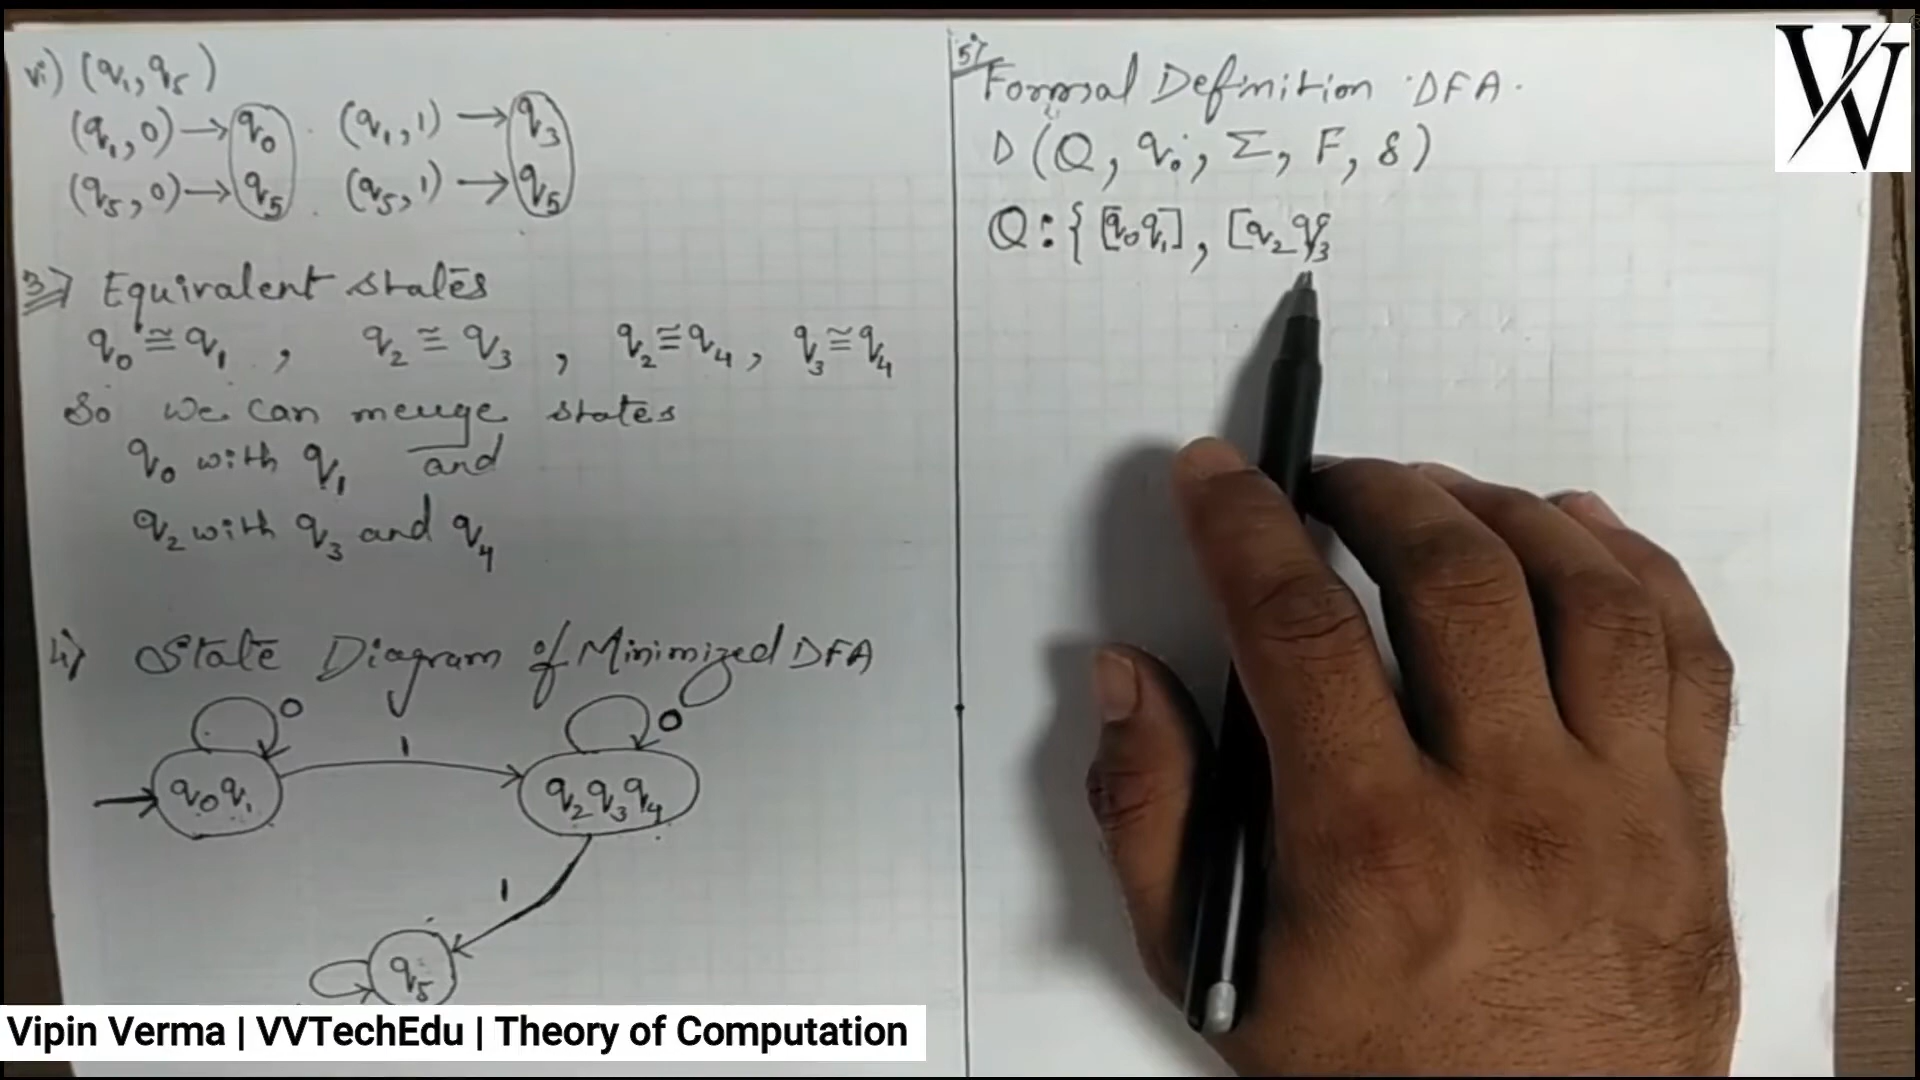 vi) (q1, q5)
(q1, 0) → q0 (q1, 1) → q3
(q5, 0) → q5 (q5, 1) → q5
3) Equivalent states
q0 ≅ q1 , q2 ≅ q3 , q2 ≅ q4 , q3 ≅ q4
So we can merge states
q0 with q1 and
q2 with q3 and q4
4) State Diagram of Minimized DFA
0 0
1
q0q1 q2q3q4
1
q5
5)
Formal Definition DFA.
D (Q, q0, Σ, F, δ)
Q : { [q0q1], [q2q3
VV
Vipin Verma | VVTechEdu | Theory of Computation